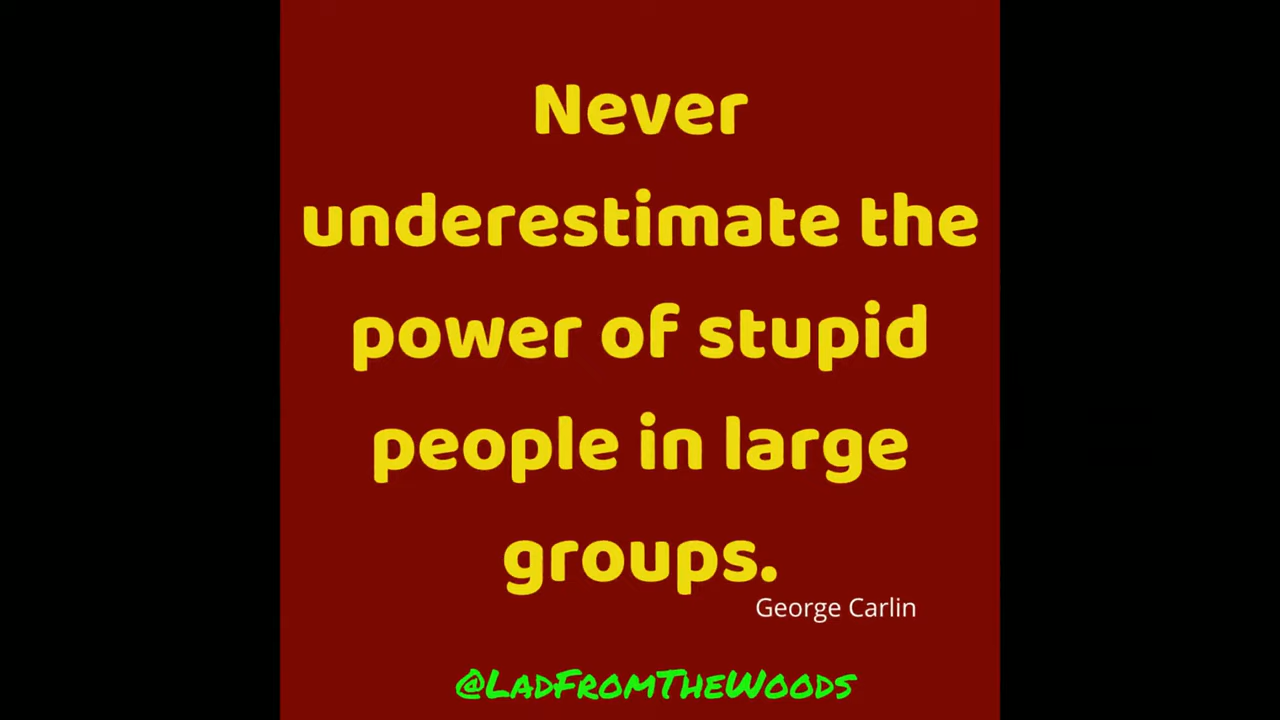 Never
underestimate the
power of stupid
people in large
groups.
George Carlin
@LadFromTheWoods